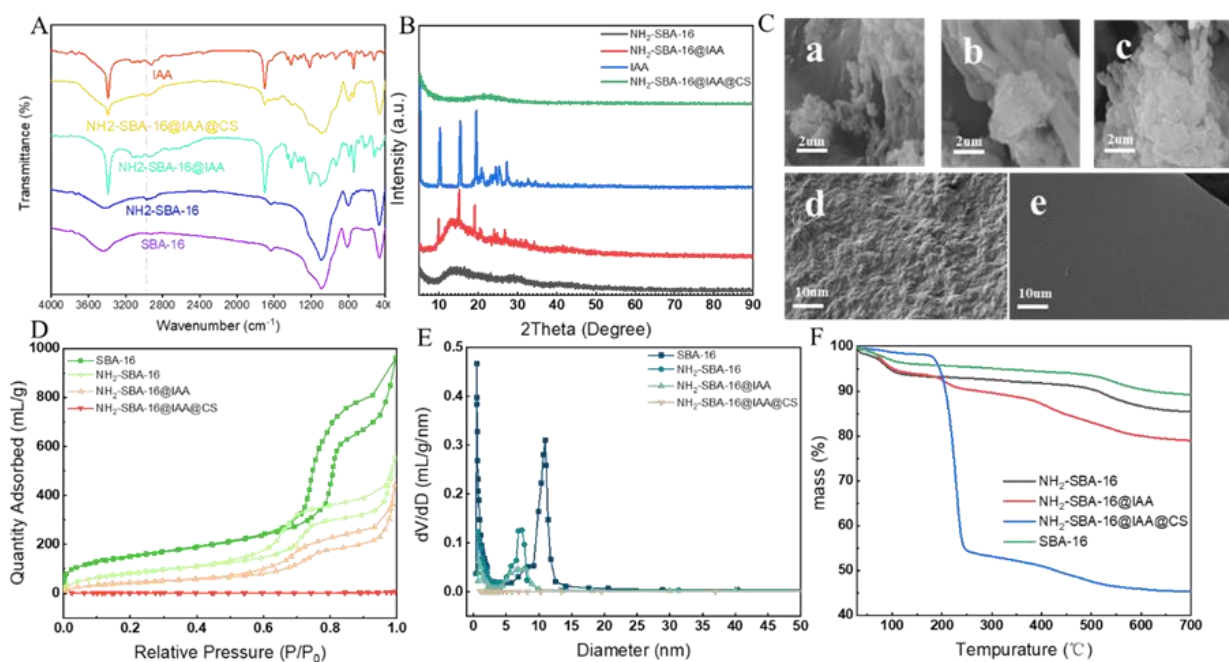 A
IAA
NH2-SBA-16@IAA@CS
NH2-SBA-16@IAA
NH2-SBA-16
SBA-16
Transmittance (%)
4000 3600 3200 2800 2400 2000 1600 1200 800 40
Wavenumber (cm⁻¹)
B
NH₂-SBA-16
NH₂-SBA-16@IAA
IAA
NH₂-SBA-16@IAA@CS
Intensity (a.u.)
10 20 30 40 50 60 70 80 90
2Theta (Degree)
C
a
2um
b
2um
c
2um
d
10um
e
10um
D
1000
800
600
400
200
0
SBA-16
NH₂-SBA-16
NH₂-SBA-16@IAA
NH₂-SBA-16@IAA@CS
Quantity Adsorbed (mL/g)
0.0 0.2 0.4 0.6 0.8 1.0
Relative Pressure (P/P₀)
E
0.5
0.4
0.3
0.2
0.1
0.0
SBA-16
NH₂-SBA-16
NH₂-SBA-16@IAA
NH₂-SBA-16@IAA@CS
dV/dD (mL/g/nm)
0 5 10 15 20 25 30 35 40 45 50
Diameter (nm)
F
100
90
80
70
60
50
40
NH₂-SBA-16
NH₂-SBA-16@IAA
NH₂-SBA-16@IAA@CS
SBA-16
mass (%)
100 200 300 400 500 600 700
Tempurature (℃)